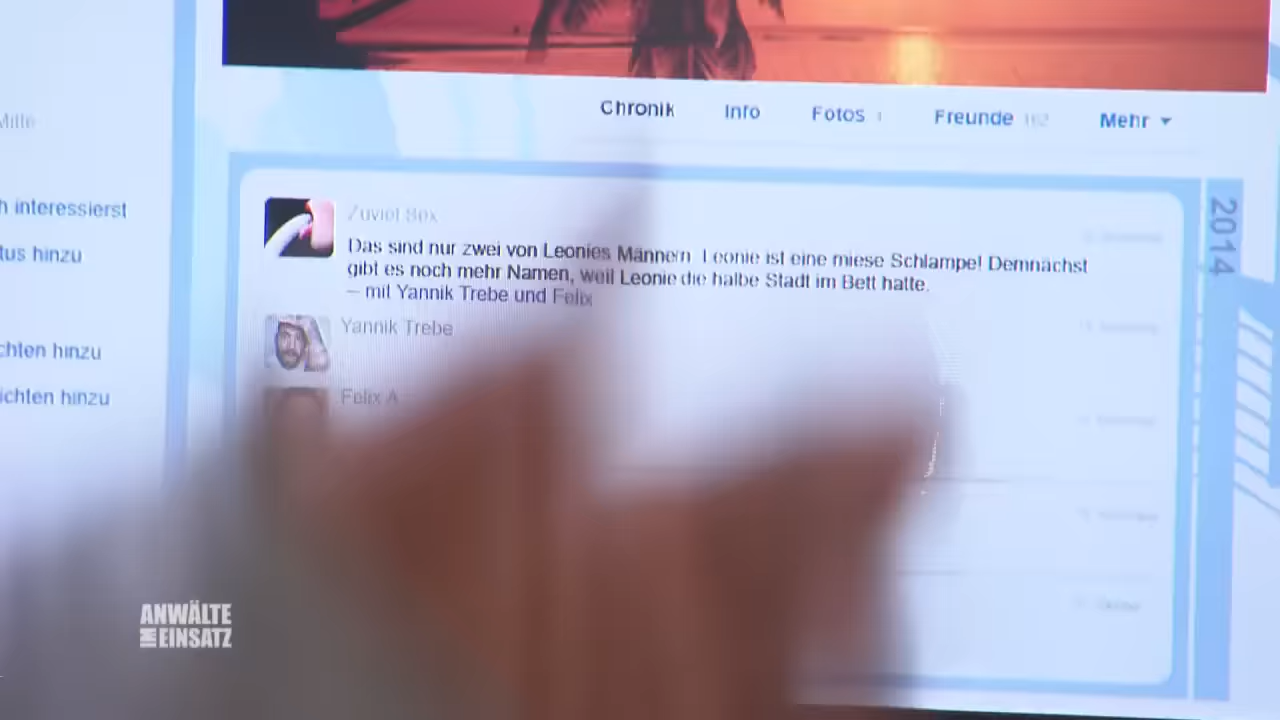 Chronik Info Fotos Freunde Mehr
h interessierst
tus hinzu
chten hinzu
ichten hinzu
2014
Das sind nur zwei von Leonies Männern. Leonie ist eine miese Schlampe! Demnächst
gibt es noch mehr Namen, weil Leonie die halbe Stadt im Bett hatte.
– mit Yannik Trebe und Felix
Yannik Trebe
Felix A
ANWÄLTE
IM EINSATZ